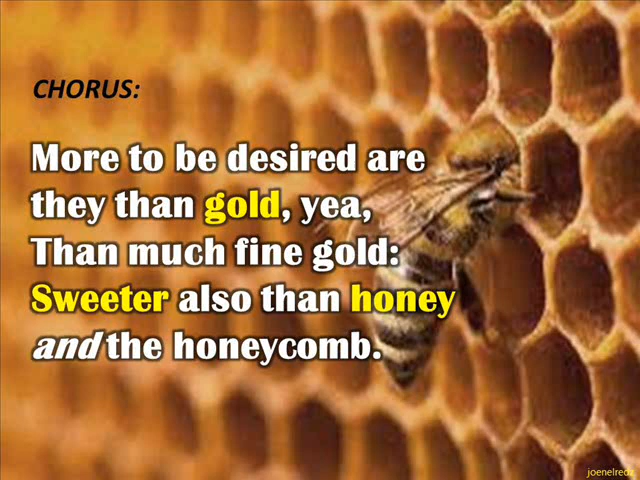 CHORUS:
More to be desired are
they than gold, yea,
Than much fine gold:
Sweeter also than honey
and the honeycomb.
joenelredz